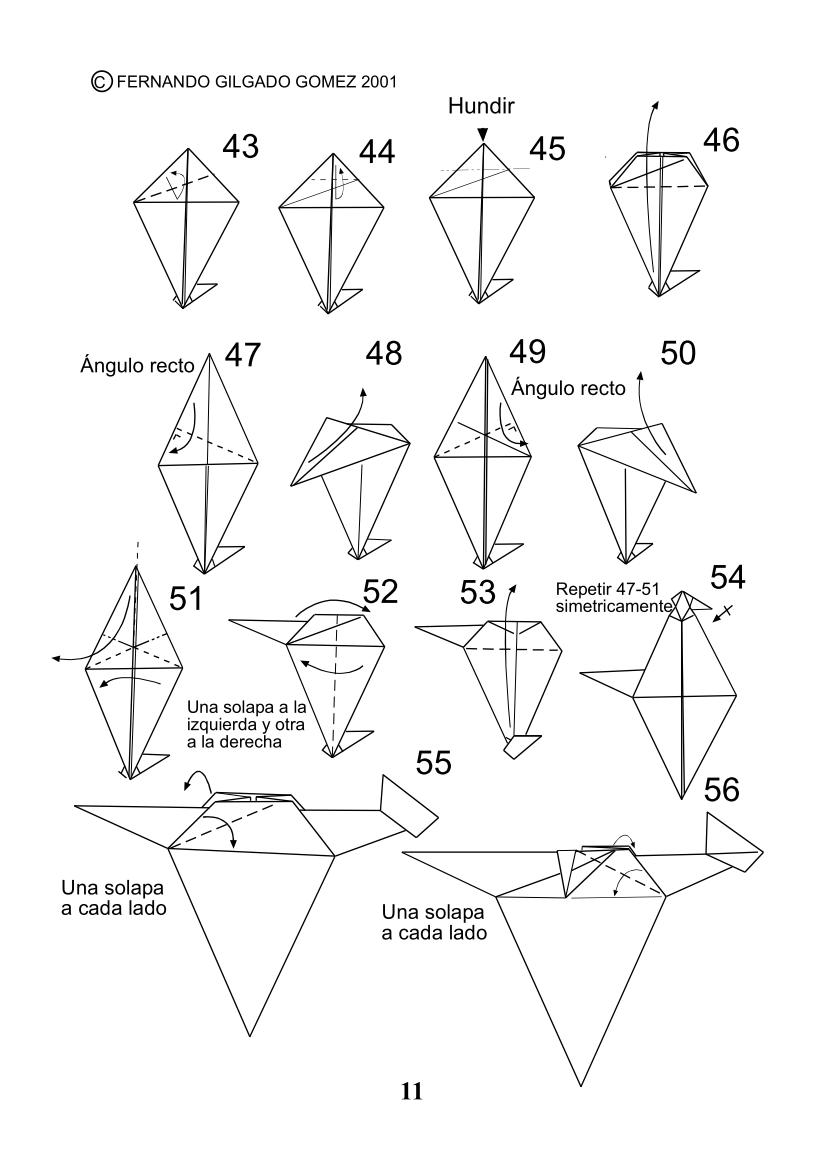 © FERNANDO GILGADO GOMEZ 2001
Hundir
43
44
45
46
Ángulo recto
47
48
49
Ángulo recto
50
51
52
53
Repetir 47-51
simetricamente
54
Una solapa a la
izquierda y otra
a la derecha
55
Una solapa
a cada lado
56
Una solapa
a cada lado
11